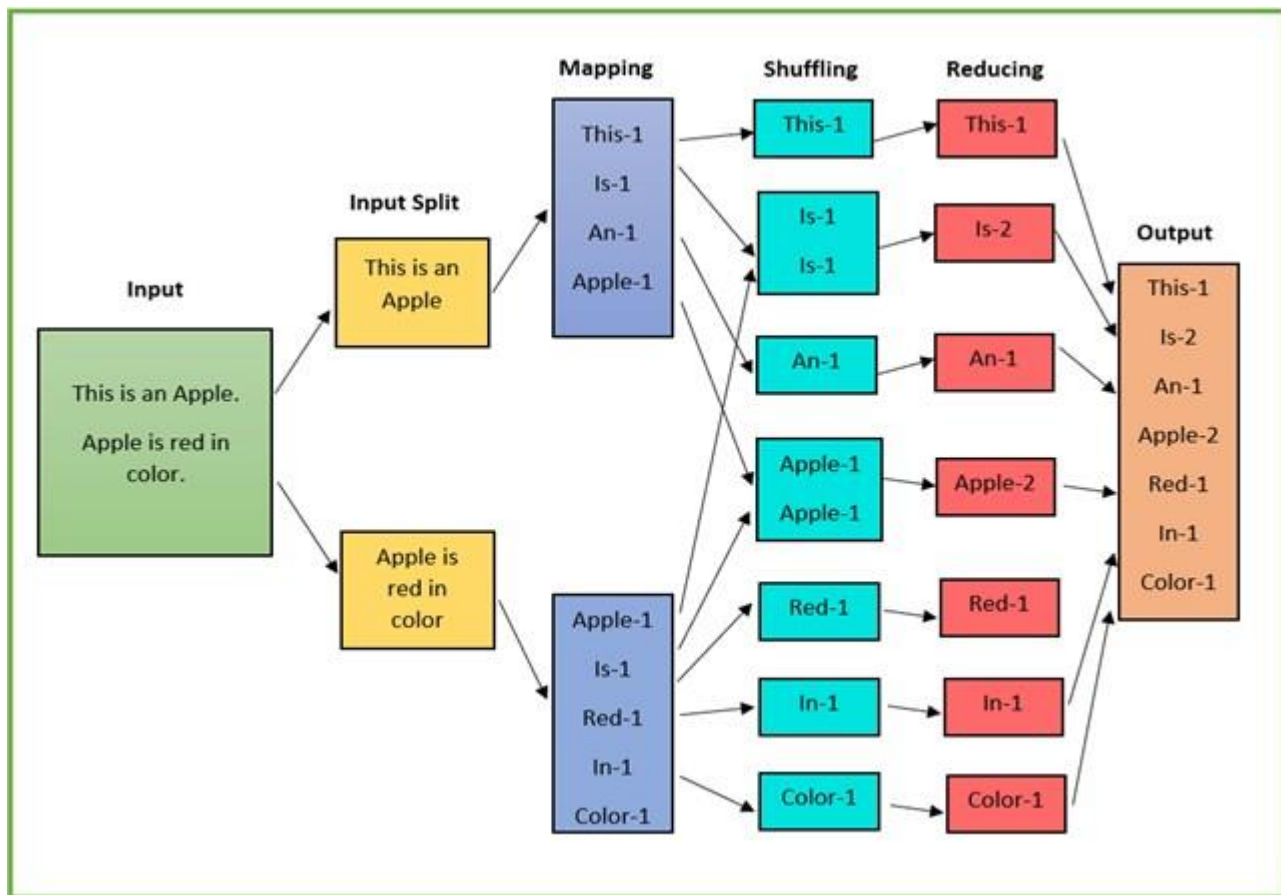 Input
This is an Apple.
Apple is red in
color.
Input Split
This is an
Apple
Apple is
red in
color
Mapping
This-1
Is-1
An-1
Apple-1
Apple-1
Is-1
Red-1
In-1
Color-1
Shuffling
This-1
Is-1
Is-1
An-1
Apple-1
Apple-1
Red-1
In-1
Color-1
Reducing
This-1
Is-2
An-1
Apple-2
Red-1
In-1
Color-1
Output
This-1
Is-2
An-1
Apple-2
Red-1
In-1
Color-1